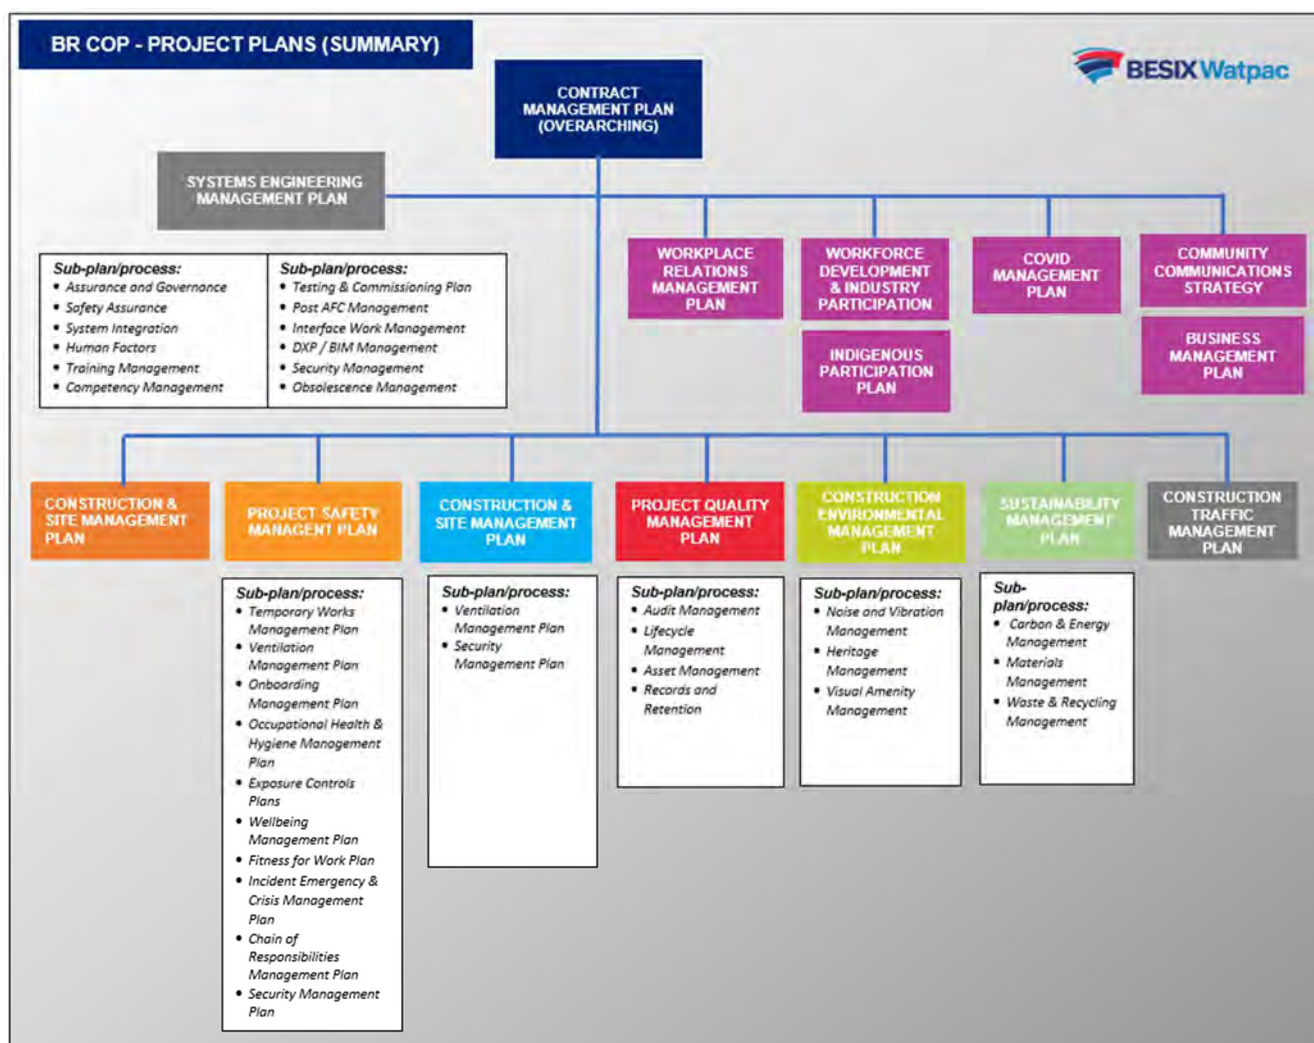 BR COP - PROJECT PLANS (SUMMARY)
BESIX Watpac
CONTRACT
MANAGEMENT PLAN
(OVERARCHING)
SYSTEMS ENGINEERING
MANAGEMENT PLAN
WORKPLACE
RELATIONS
MANAGEMENT
PLAN
WORKFORCE
DEVELOPMENT
& INDUSTRY
PARTICIPATION
COVID
MANAGEMENT
PLAN
COMMUNITY
COMMUNICATIONS
STRATEGY
INDIGENOUS
PARTICIPATION
PLAN
BUSINESS
MANAGEMENT
PLAN
Sub-plan/process:
• Assurance and Governance
• Safety Assurance
• System Integration
• Human Factors
• Training Management
• Competency Management
Sub-plan/process:
• Testing & Commissioning Plan
• Post AFC Management
• Interface Work Management
• DXP / BIM Management
• Security Management
• Obsolescence Management
CONSTRUCTION &
SITE MANAGEMENT
PLAN
PROJECT SAFETY
MANAGENT PLAN
CONSTRUCTION &
SITE MANAGEMENT
PLAN
PROJECT QUALITY
MANAGEMENT
PLAN
CONSTRUCTION
ENVIRONMENTAL
MANAGEMENT
PLAN
SUSTAINABILITY
MANAGEMENT
PLAN
CONSTRUCTION
TRAFFIC
MANAGEMENT
PLAN
Sub-plan/process:
• Temporary Works
Management Plan
• Ventilation
Management Plan
• Onboarding
Management Plan
• Occupational Health &
Hygiene Management
Plan
• Exposure Controls
Plans
• Wellbeing
Management Plan
• Fitness for Work Plan
• Incident Emergency &
Crisis Management
Plan
• Chain of
Responsibilities
Management Plan
• Security Management
Plan
Sub-plan/process:
• Ventilation
Management Plan
• Security
Management Plan
Sub-plan/process:
• Audit Management
• Lifecycle
Management
• Asset Management
• Records and
Retention
Sub-plan/process:
• Noise and Vibration
Management
• Heritage
Management
• Visual Amenity
Management
Sub-
plan/process:
• Carbon & Energy
Management
• Materials
Management
• Waste & Recycling
Management